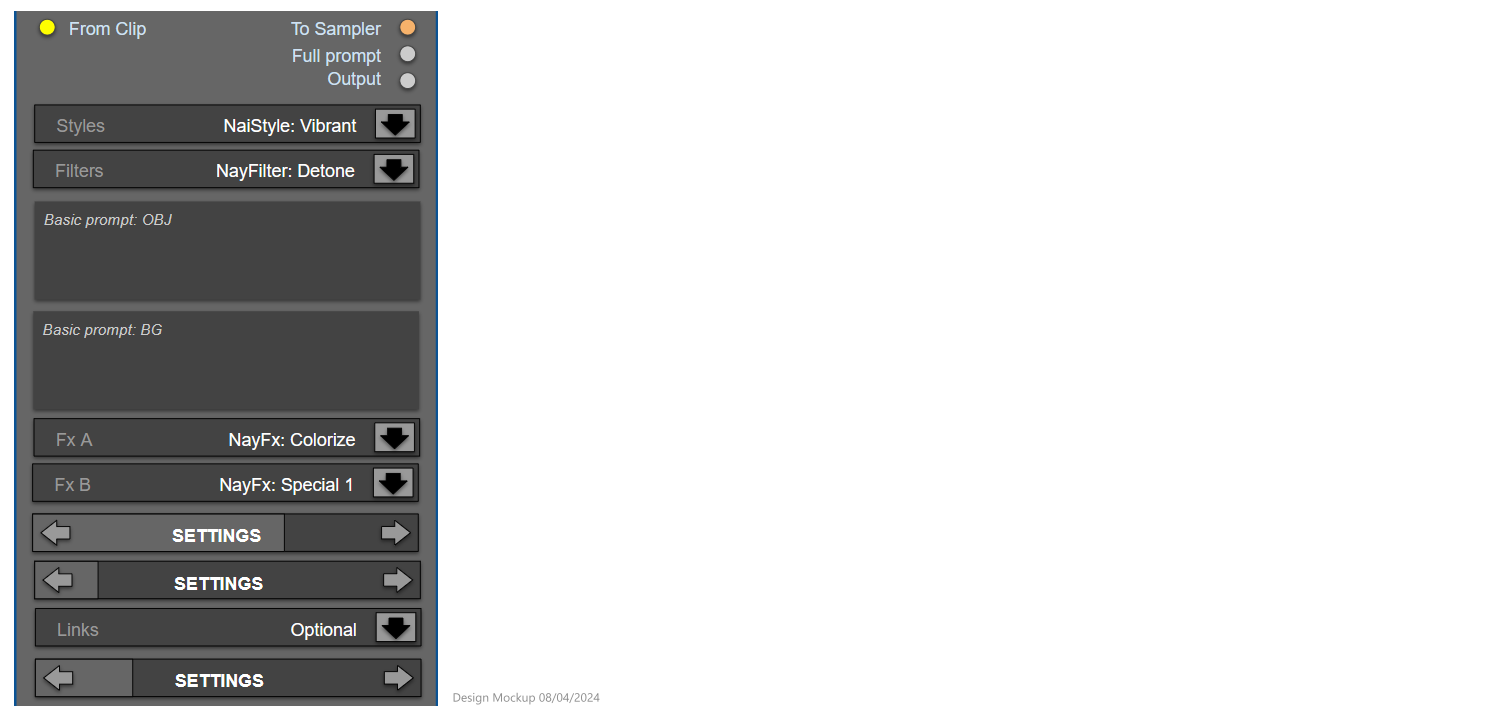 From Clip To Sampler
Full prompt
Output
Styles NaiStyle: Vibrant
Filters NayFilter: Detone
Basic prompt: OBJ
Basic prompt: BG
Fx A NayFx: Colorize
Fx B NayFx: Special 1
SETTINGS
SETTINGS
Links Optional
SETTINGS
Design Mockup 08/04/2024